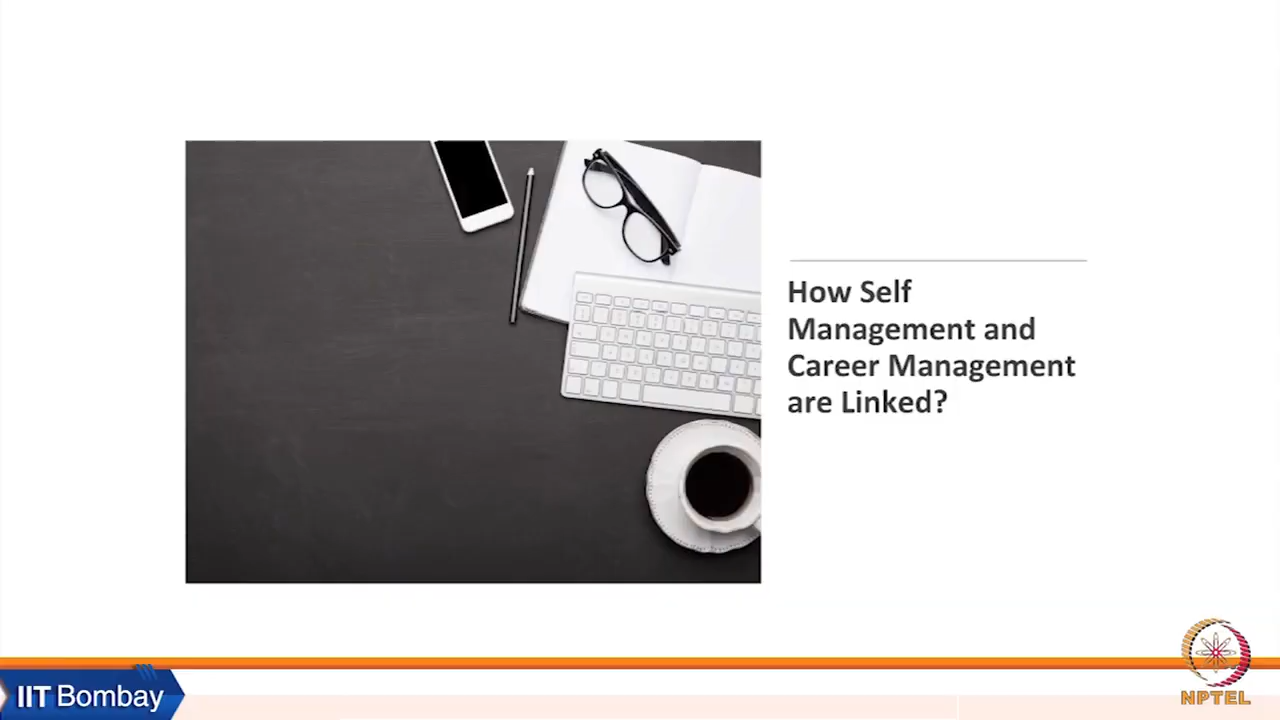 How Self
Management and
Career Management
are Linked?
IIT Bombay
NPTEL